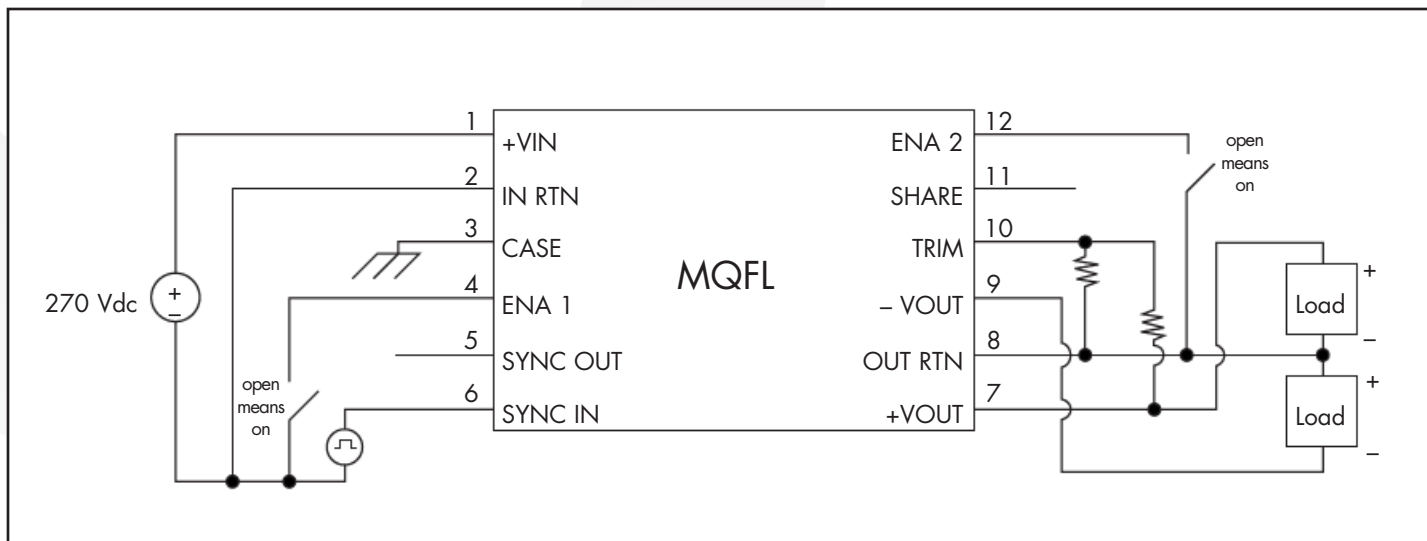 1
+VIN
2
IN RTN
3
CASE
4
ENA 1
5
SYNC OUT
6
SYNC IN
270 Vdc
+
−
open
means
on
MQFL
12
ENA 2
11
SHARE
10
TRIM
9
− VOUT
8
OUT RTN
7
+VOUT
open
means
on
Load
+
−
Load
+
−